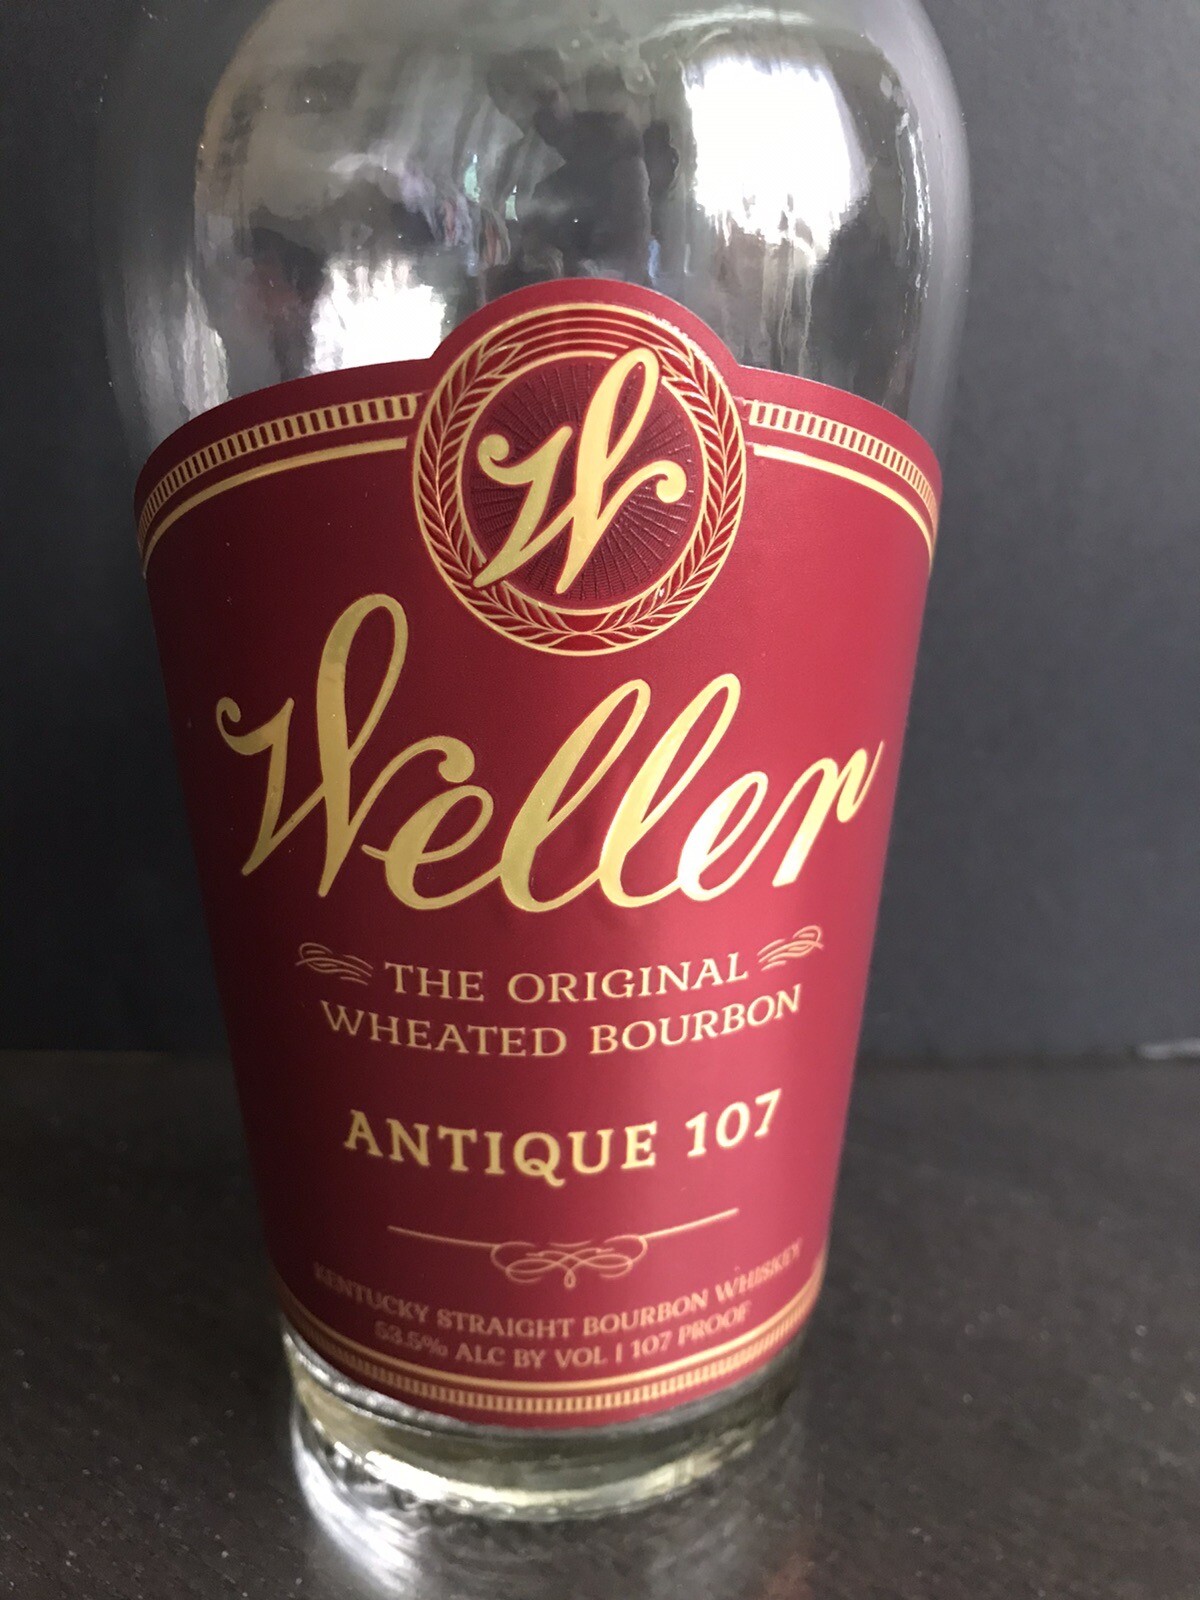 W
Weller
THE ORIGINAL
WHEATED BOURBON
ANTIQUE 107
KENTUCKY STRAIGHT BOURBON WHISKEY
53.5% ALC BY VOL | 107 PROOF